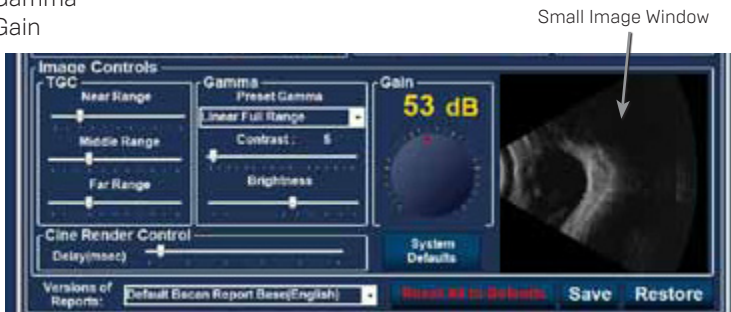 Gamma
Gain
Small Image Window
Image Controls
TGC
Near Range
Middle Range
Far Range
Gamma
Preset Gamma
Linear Full Range
Contrast : 5
Brightness
Gain
53 dB
Cine Render Control
Delay(msec)
System
Defaults
Versions of
Reports:
Default Bscan Report Base(English)
Reset All to Defaults
Save
Restore